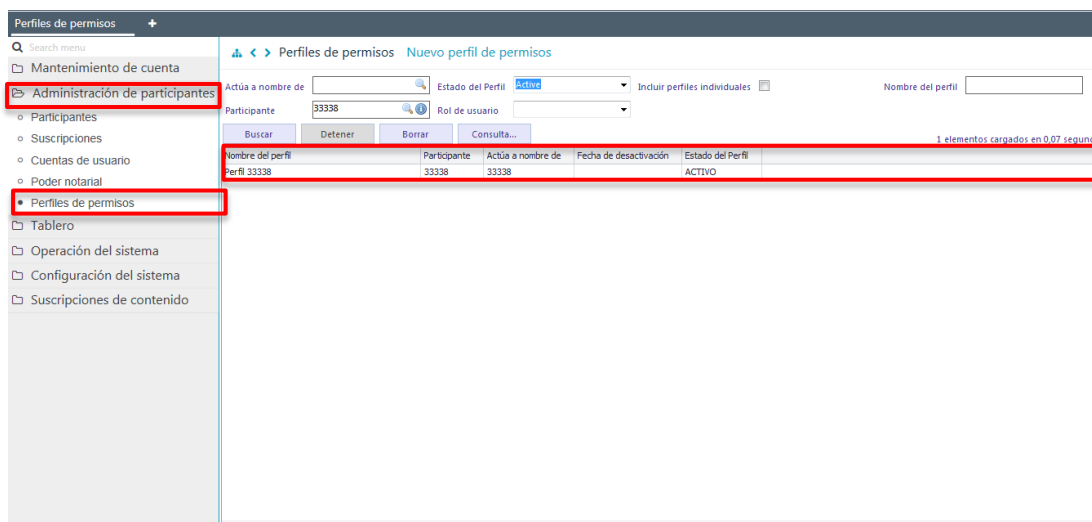 Perfiles de permisos +
Search menu
Mantenimiento de cuenta
Administración de participantes
Participantes
Suscripciones
Cuentas de usuario
Poder notarial
Perfiles de permisos
Tablero
Operación del sistema
Configuración del sistema
Suscripciones de contenido
Perfiles de permisos Nuevo perfil de permisos
Actúa a nombre de Estado del Perfil Active Incluir perfiles individuales Nombre del perfil
Participante 33338 Rol de usuario
Buscar Detener Borrar Consulta...
1 elementos cargados en 0,07 segund
Nombre del perfil Participante Actúa a nombre de Fecha de desactivación Estado del Perfil
Perfil 33338 33338 33338 ACTIVO